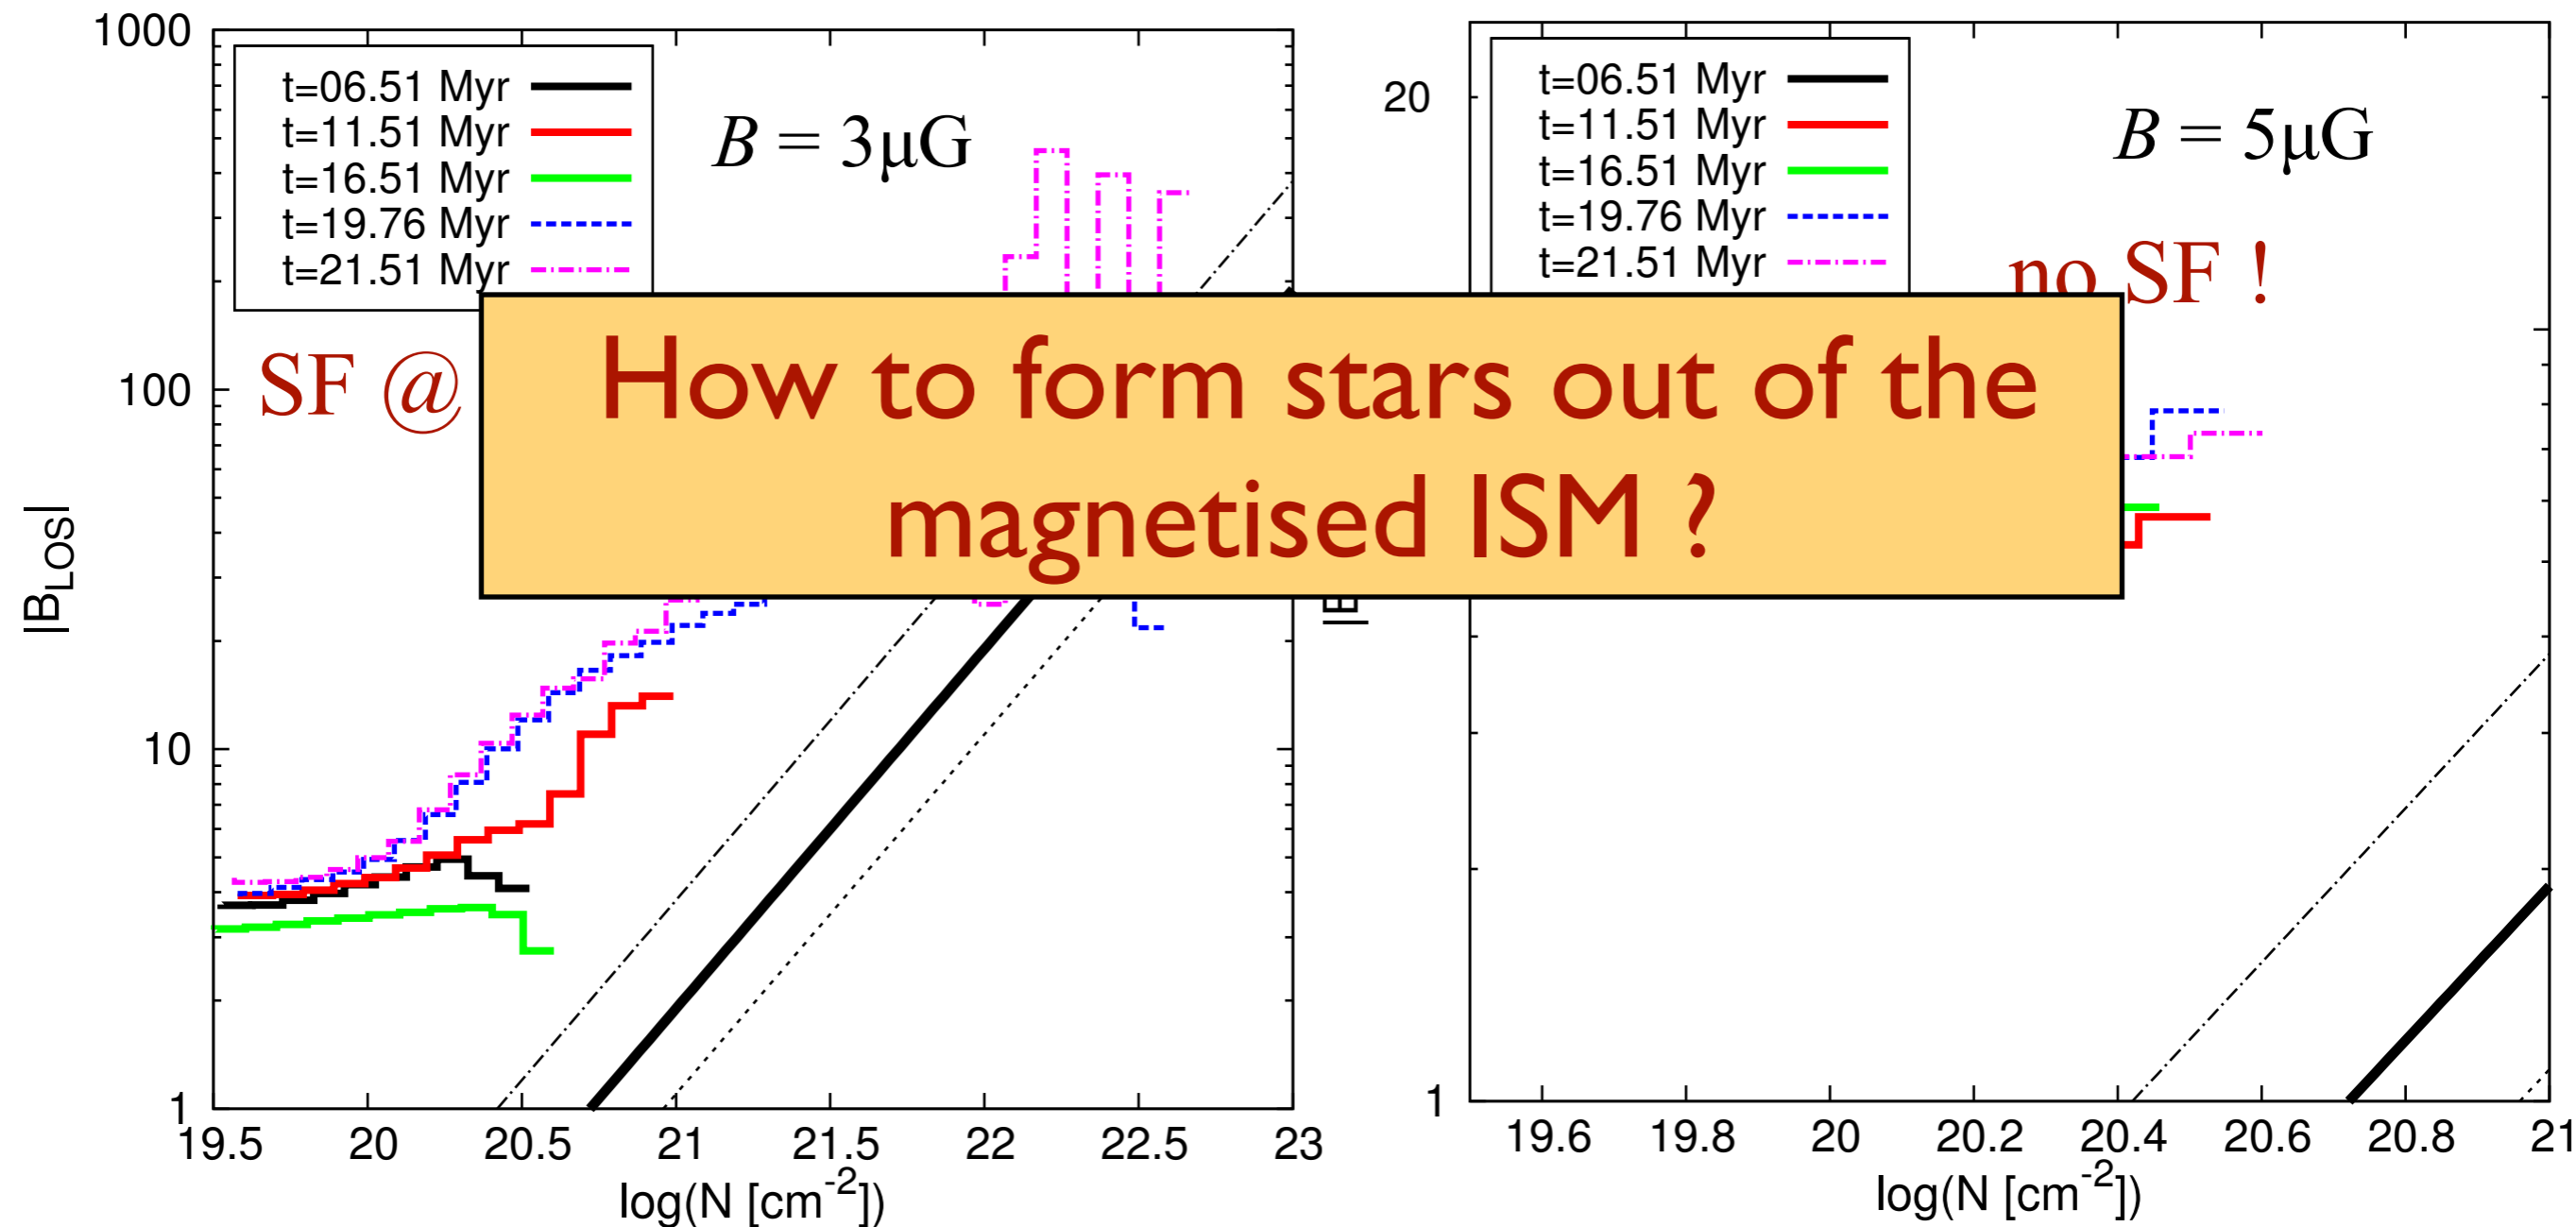 1000
100
10
1
|B_LOS|
t=06.51 Myr
t=11.51 Myr
t=16.51 Myr
t=19.76 Myr
t=21.51 Myr
B = 3μG
SF @
19.5 20 20.5 21 21.5 22 22.5 23
log(N [cm^-2])
How to form stars out of the
magnetised ISM ?
20
1
t=06.51 Myr
t=11.51 Myr
t=16.51 Myr
t=19.76 Myr
t=21.51 Myr
B = 5μG
no SF !
19.6 19.8 20 20.2 20.4 20.6 20.8 21
log(N [cm^-2])